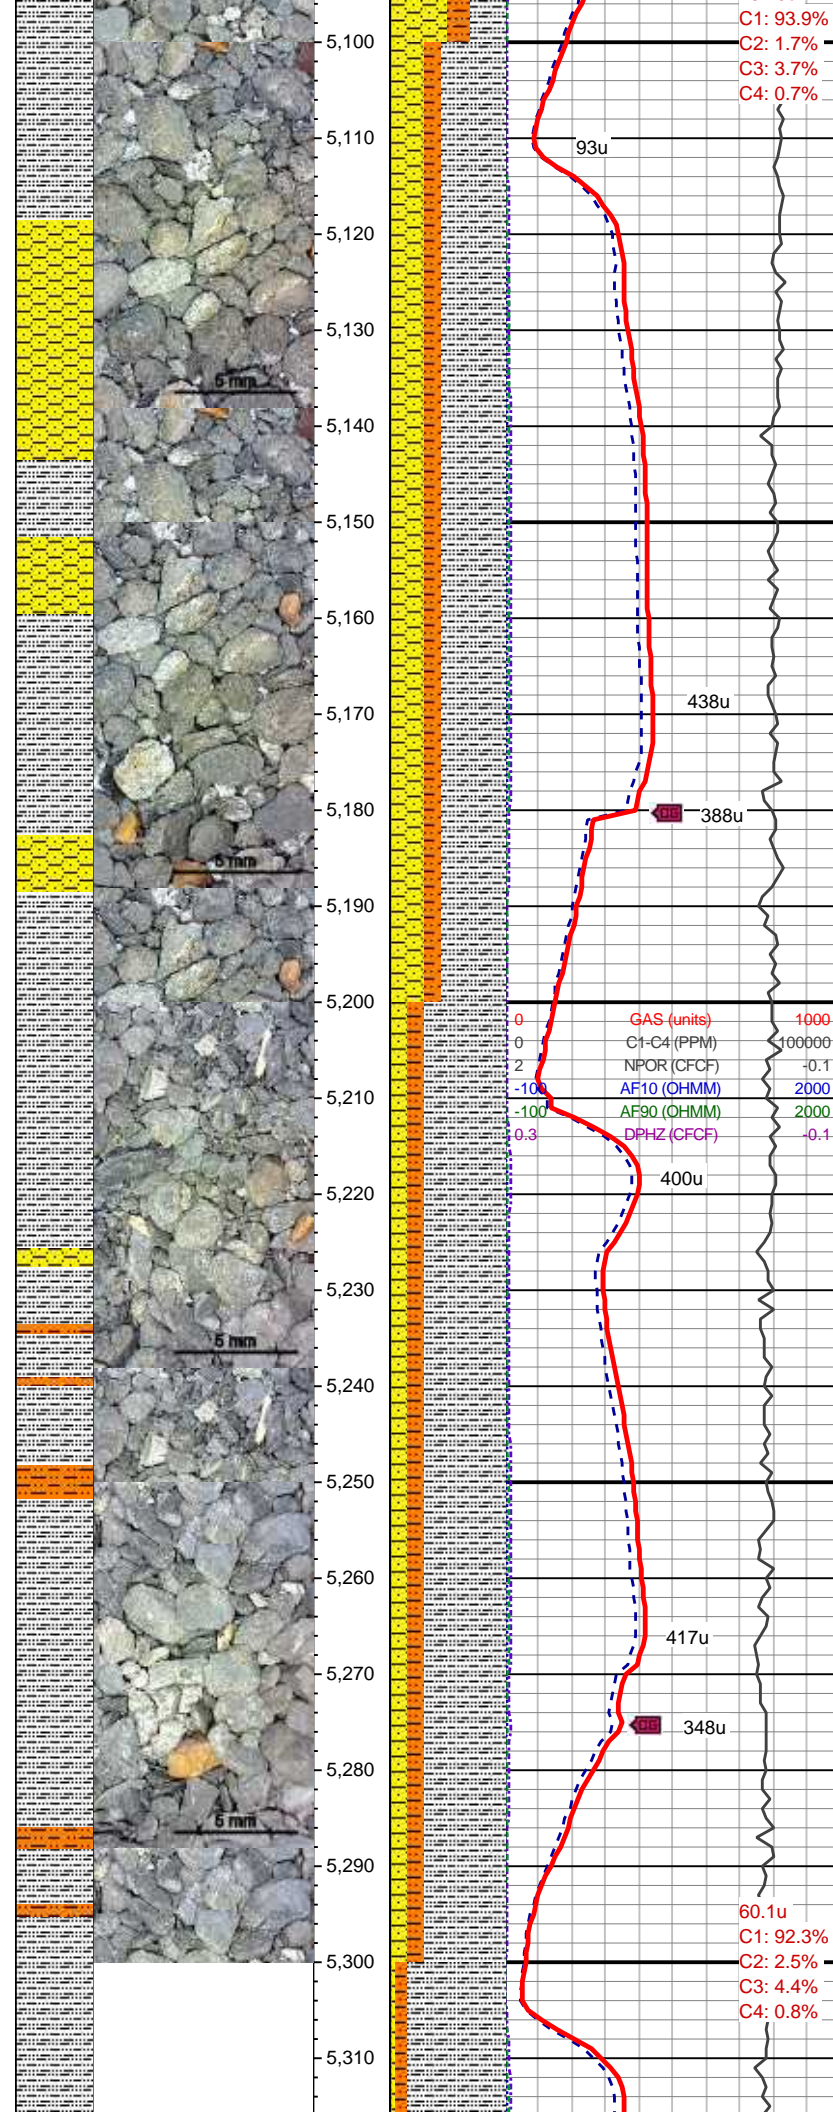 C1: 93.9%
5,100
C2: 1.7%
C3: 3.7%
C4: 0.7%
5,110
93u
5,120
5,130
5 mm
5,140
5,150
5,160
5,170
438u
5,180
CG 388u
5 mm
5,190
5,200
0 GAS (units) 1000
0 C1-C4 (PPM) 100000
2 NPOR (CFCF) -0.1
-100 AF10 (OHMM) 2000
5,210
-100 AF90 (OHMM) 2000
0.3 DPHZ (CFCF) -0.1
400u
5,220
5,230
5 mm
5,240
5,250
5,260
417u
5,270
CG 348u
5,280
5 mm
5,290
60.1u
C1: 92.3%
5,300
C2: 2.5%
C3: 4.4%
C4: 0.8%
5,310